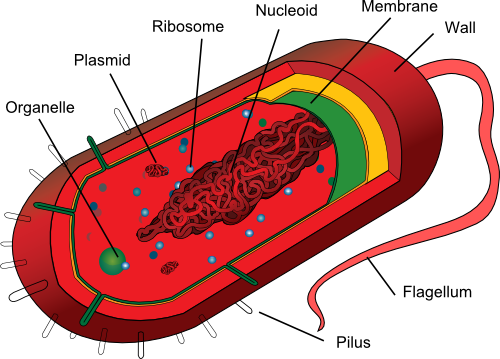 Membrane
Nucleoid
Ribosome
Wall
Plasmid
Organelle
Flagellum
Pilus